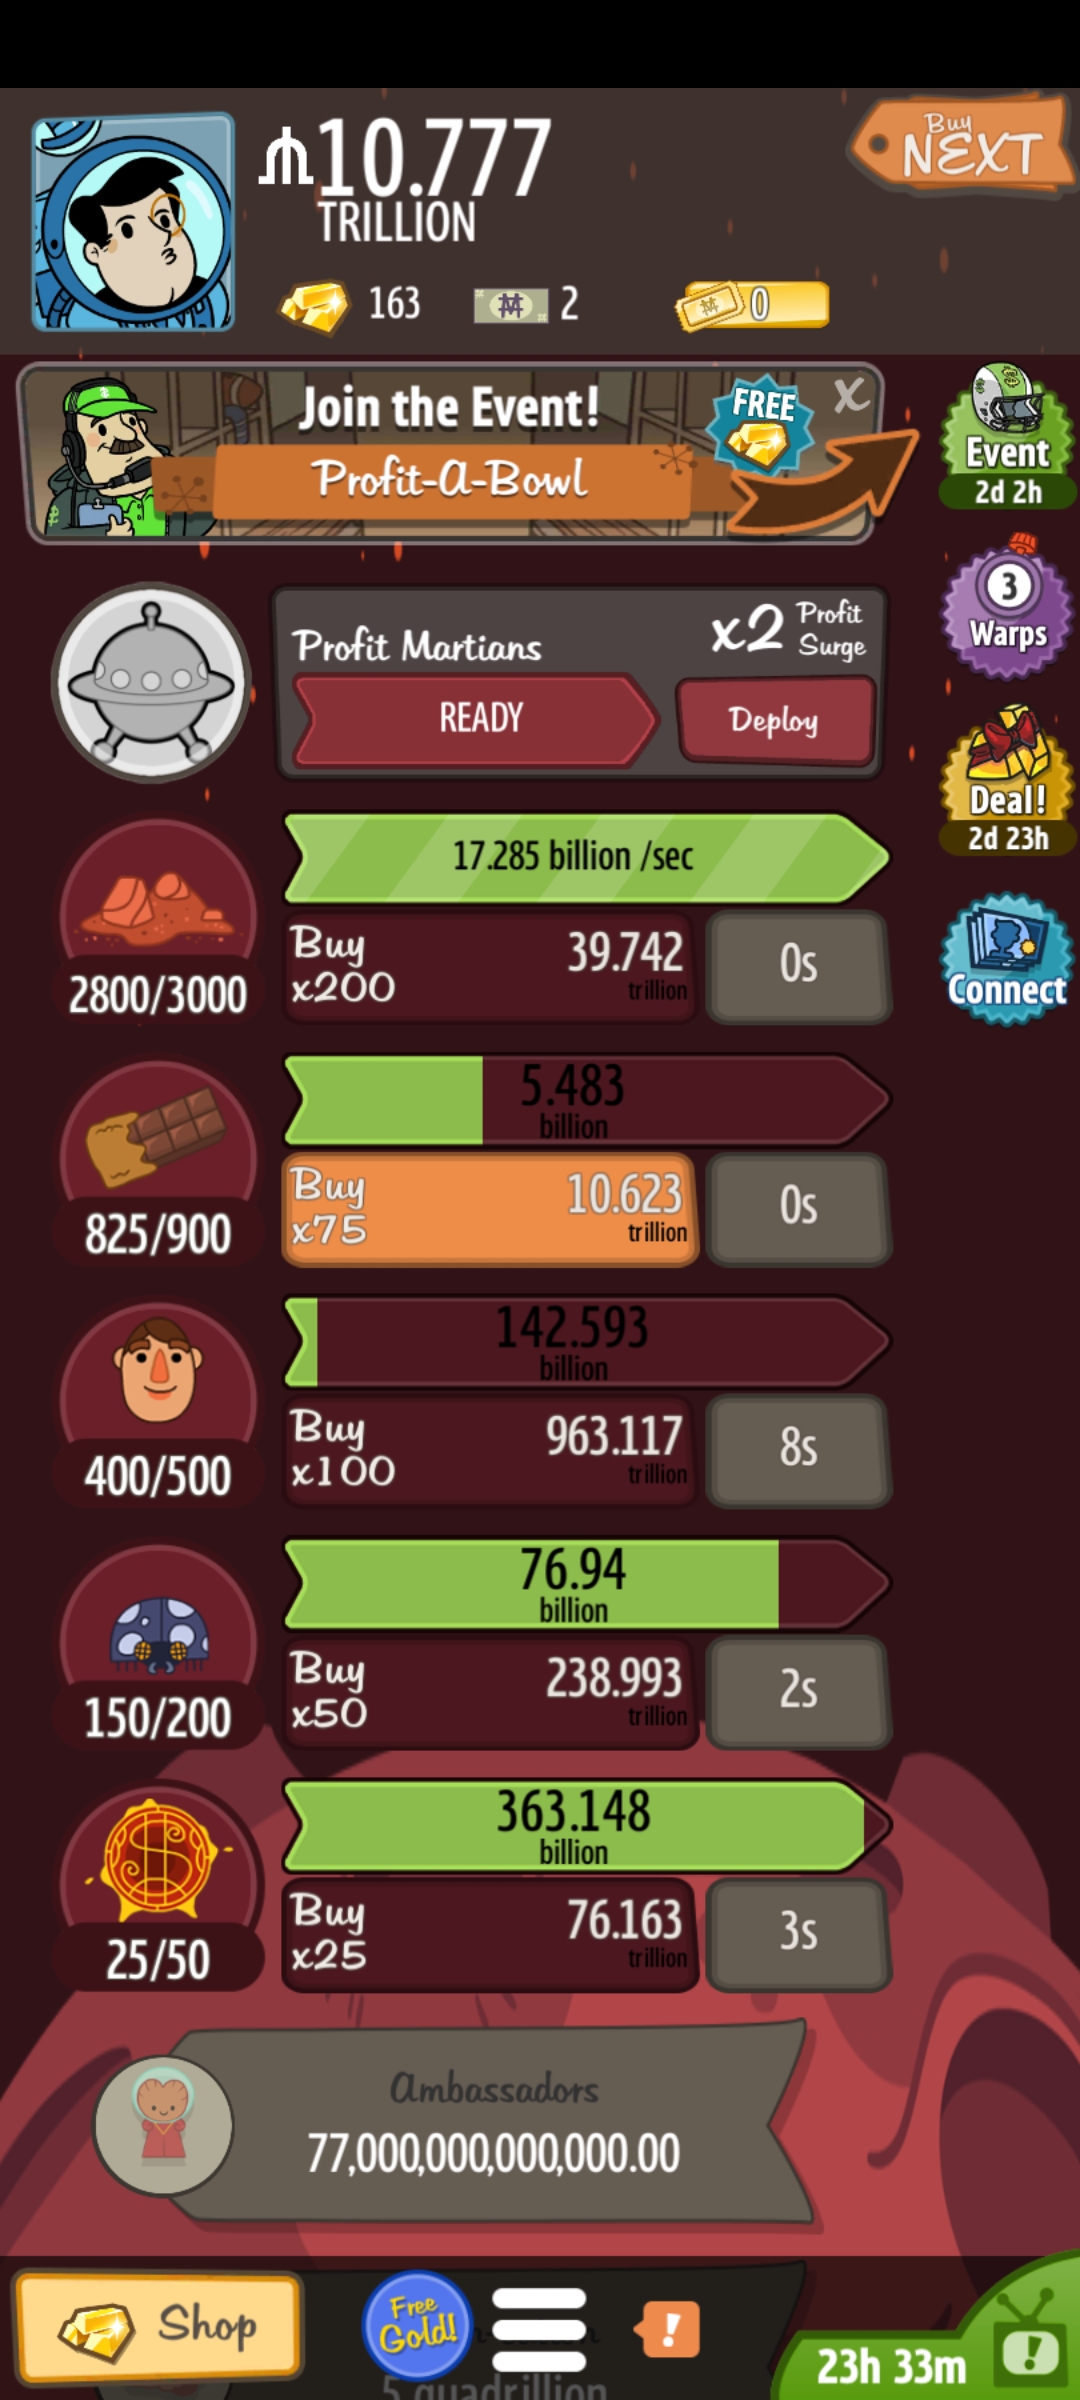 10.777
TRILLION
Buy
NEXT
163
2
0
Join the Event!
FREE
Profit-A-Bowl
Event
2d 2h
3
Warps
Profit Martians
x2 Profit Surge
READY
Deploy
Deal!
2d 23h
17.285 billion /sec
Buy
x200
39.742
trillion
0s
2800/3000
Connect
5.483
billion
Buy
x75
10.623
trillion
0s
825/900
142.593
billion
Buy
x100
963.117
trillion
8s
400/500
76.94
billion
Buy
x50
238.993
trillion
2s
150/200
363.148
billion
Buy
x25
76.163
trillion
3s
25/50
Ambassadors
77,000,000,000,000.00
Shop
Free
Gold!
!
5 quadrillion
23h 33m
!